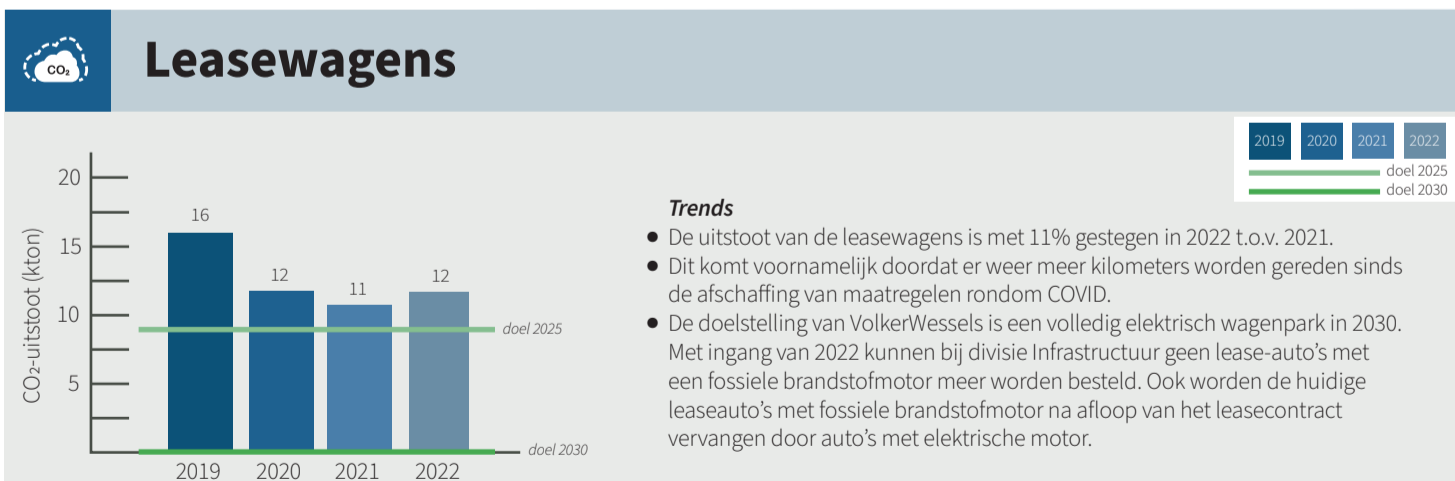 CO₂
Leasewagens
2019 2020 2021 2022
doel 2025
doel 2030
CO₂-uitstoot (kton)
20
15
10
5
16
12
11
12
doel 2025
doel 2030
2019 2020 2021 2022
Trends
● De uitstoot van de leasewagens is met 11% gestegen in 2022 t.o.v. 2021.
● Dit komt voornamelijk doordat er weer meer kilometers worden gereden sinds
de afschaffing van maatregelen rondom COVID.
● De doelstelling van VolkerWessels is een volledig elektrisch wagenpark in 2030.
Met ingang van 2022 kunnen bij divisie Infrastructuur geen lease-auto’s met
een fossiele brandstofmotor meer worden besteld. Ook worden de huidige
leaseauto’s met fossiele brandstofmotor na afloop van het leasecontract
vervangen door auto’s met elektrische motor.